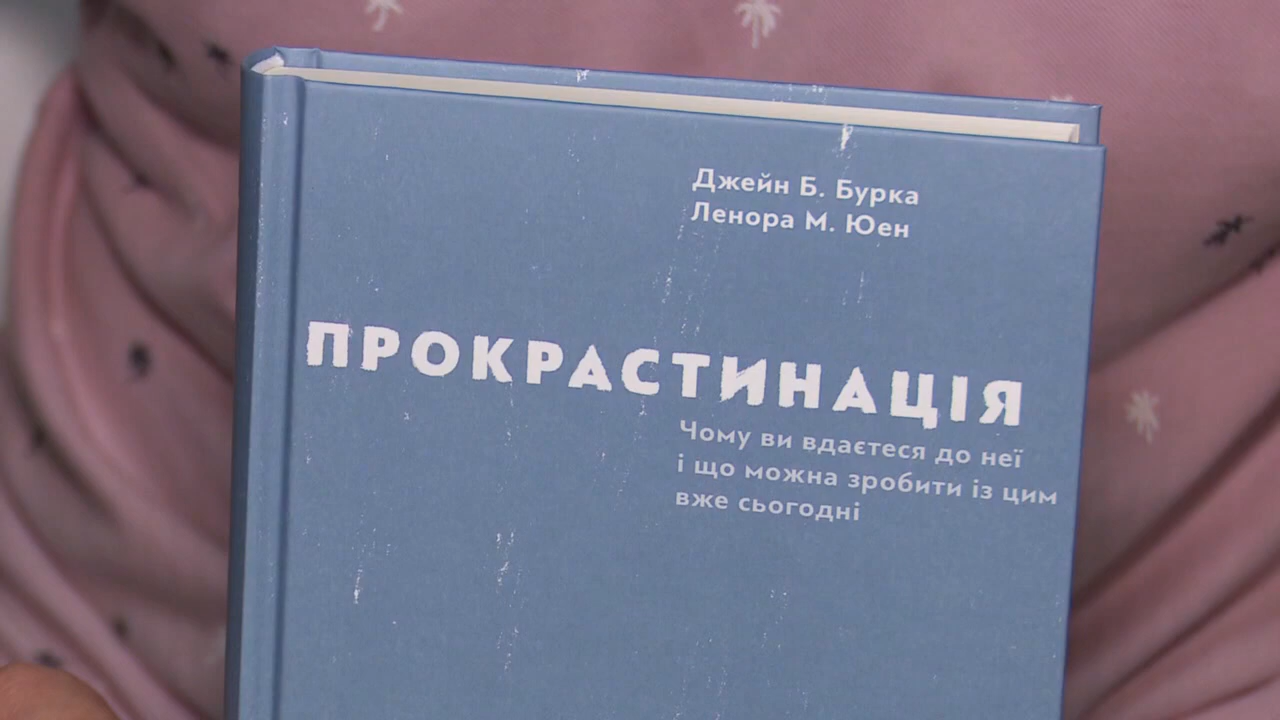 Джейн Б. Бурка
Ленора М. Юен
ПРОКРАСТИНАЦІЯ
Чому ви вдаєтеся до неї
і що можна зробити із цим
вже сьогодні